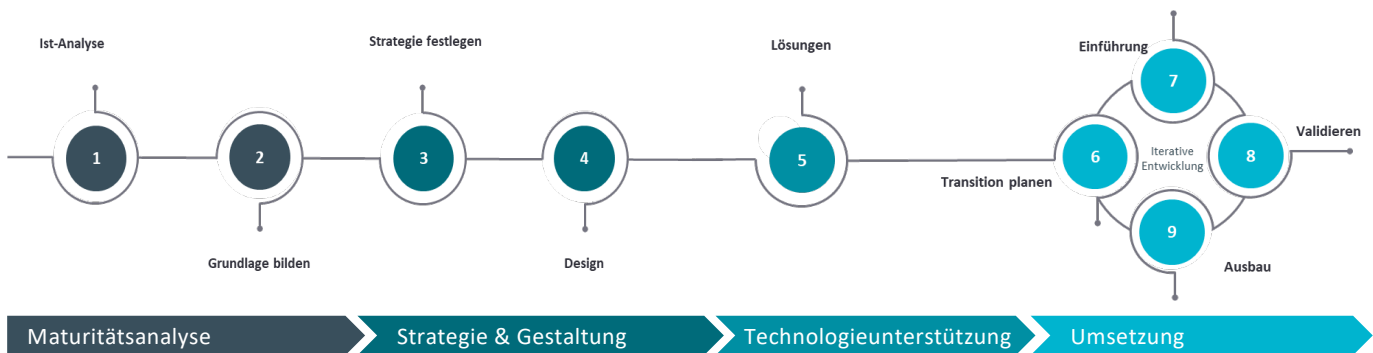 Ist-Analyse
1
2
Grundlage bilden
Strategie festlegen
3
4
Design
Lösungen
5
6
Transition planen
Einführung
7
Iterative
Entwicklung
8
Validieren
9
Ausbau
Maturitätsanalyse
Strategie & Gestaltung
Technologieunterstützung
Umsetzung